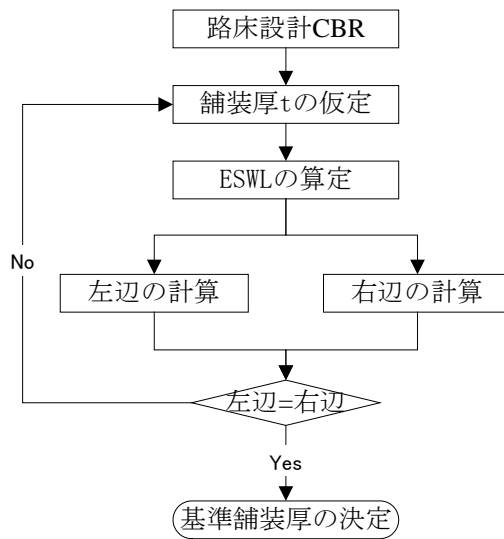 路床設計CBR
舗装厚tの仮定
ESWLの算定
No
左辺の計算
右辺の計算
左辺=右辺
Yes
基準舗装厚の決定